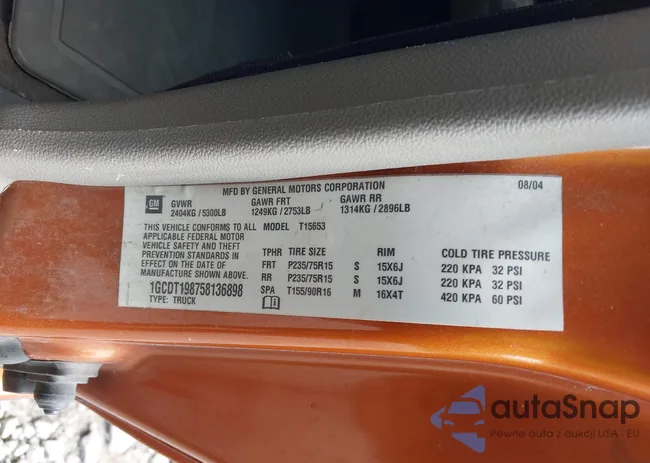 MFD BY GENERAL MOTORS CORPORATION 08/04
GM GVWR GAWR FRT GAWR RR
2404KG / 5300LB 1249KG / 2753LB 1314KG / 2896LB
THIS VEHICLE CONFORMS TO ALL MODEL T15653
APPLICABLE FEDERAL MOTOR
VEHICLE SAFETY AND THEFT TPHR TIRE SIZE RIM COLD TIRE PRESSURE
PREVENTION STANDARDS IN FRT P235/75R15 S 15X6J 220 KPA 32 PSI
EFFECT ON THE DATE OF RR P235/75R15 S 15X6J 220 KPA 32 PSI
MANUFACTURE SHOWN ABOVE. SPA T155/90R16 M 16X4T 420 KPA 60 PSI
1GCDT198758136898
TYPE: TRUCK
autaSnap
Pewne auta z aukcji USA i EU